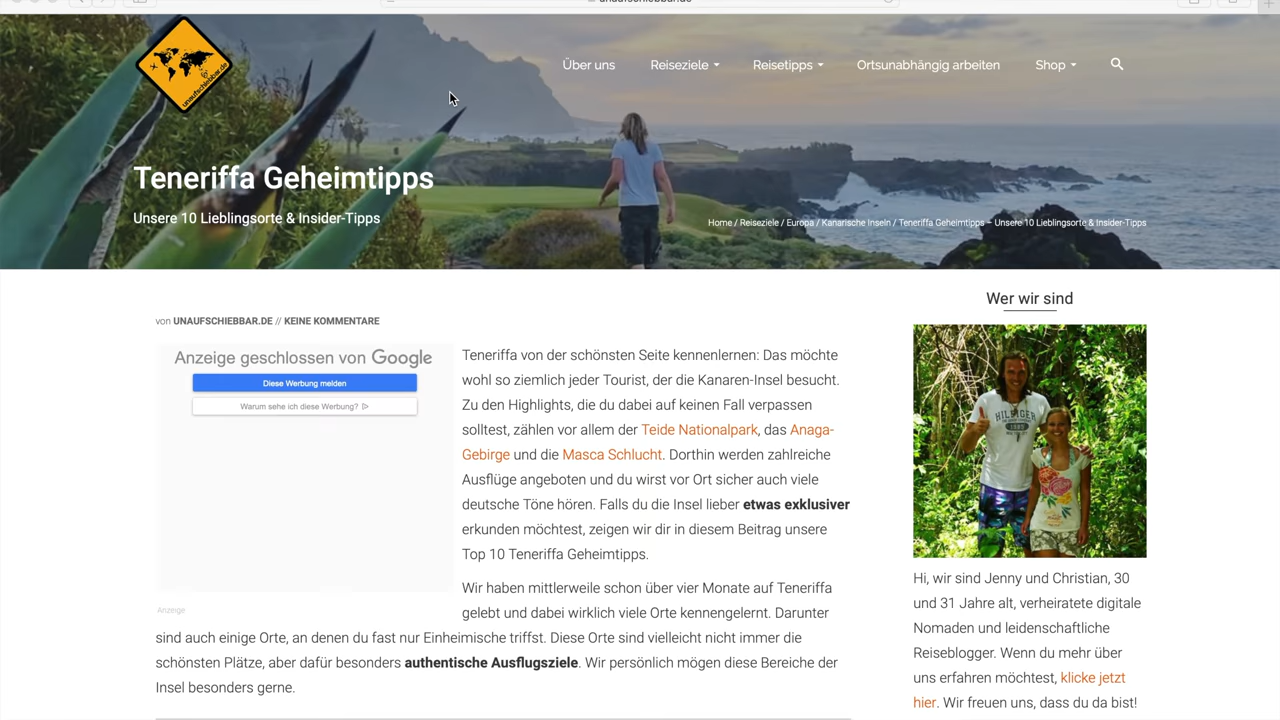 unaufschiebbar.de
Über uns
Reiseziele
Reisetipps
Ortsunabhängig arbeiten
Shop
Teneriffa Geheimtipps
Unsere 10 Lieblingsorte & Insider-Tipps
Home / Reiseziele / Europa / Kanarische Inseln / Teneriffa Geheimtipps – Unsere 10 Lieblingsorte & Insider-Tipps
von UNAUFSCHIEBBAR.DE // KEINE KOMMENTARE
Anzeige geschlossen von Google
Diese Werbung melden
Warum sehe ich diese Werbung?
Anzeige
Teneriffa von der schönsten Seite kennenlernen: Das möchte
wohl so ziemlich jeder Tourist, der die Kanaren-Insel besucht.
Zu den Highlights, die du dabei auf keinen Fall verpassen
solltest, zählen vor allem der Teide Nationalpark, das Anaga-
Gebirge und die Masca Schlucht. Dorthin werden zahlreiche
Ausflüge angeboten und du wirst vor Ort sicher auch viele
deutsche Töne hören. Falls du die Insel lieber etwas exklusiver
erkunden möchtest, zeigen wir dir in diesem Beitrag unsere
Top 10 Teneriffa Geheimtipps.
Wir haben mittlerweile schon über vier Monate auf Teneriffa
gelebt und dabei wirklich viele Orte kennengelernt. Darunter
sind auch einige Orte, an denen du fast nur Einheimische triffst. Diese Orte sind vielleicht nicht immer die
schönsten Plätze, aber dafür besonders authentische Ausflugsziele. Wir persönlich mögen diese Bereiche der
Insel besonders gerne.
Wer wir sind
HILFIGER
1985
Hi, wir sind Jenny und Christian, 30
und 31 Jahre alt, verheiratete digitale
Nomaden und leidenschaftliche
Reiseblogger. Wenn du mehr über
uns erfahren möchtest, klicke jetzt
hier. Wir freuen uns, dass du da bist!